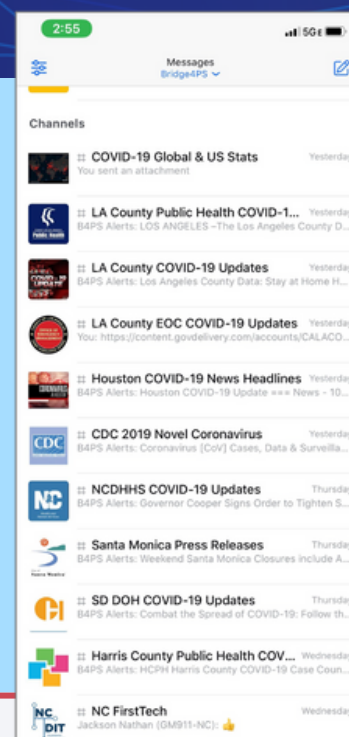 2:55
5GE
Messages
Bridge4PS
Channels
COVID-19 Global & US Stats Yesterday
You sent an attachment
LA County Public Health COVID-1... Yesterday
B4PS Alerts: LOS ANGELES –The Los Angeles County D...
LA County COVID-19 Updates Yesterday
B4PS Alerts: Los Angeles County Data: Stay at Home H...
LA County EOC COVID-19 Updates Yesterday
You: https://content.govdelivery.com/accounts/CALACO...
Houston COVID-19 News Headlines Yesterday
B4PS Alerts: Houston COVID-19 Update === News - 10...
CDC
CDC 2019 Novel Coronavirus Yesterday
B4PS Alerts: Coronavirus [CoV] Cases, Data & Surveilla...
NC
NCDHHS COVID-19 Updates Thursday
B4PS Alerts: Governor Cooper Signs Order to Tighten S...
Santa Monica
Santa Monica Press Releases Thursday
B4PS Alerts: Weekend Santa Monica Closures include A...
SD DOH COVID-19 Updates Thursday
B4PS Alerts: Combat the Spread of COVID-19: Follow th...
Harris County Public Health COV... Wednesday
B4PS Alerts: HCPH Harris County COVID-19 Case Coun...
NC
DIT
NC FirstTech Wednesday
Jackson Nathan (GM911-NC): 👍